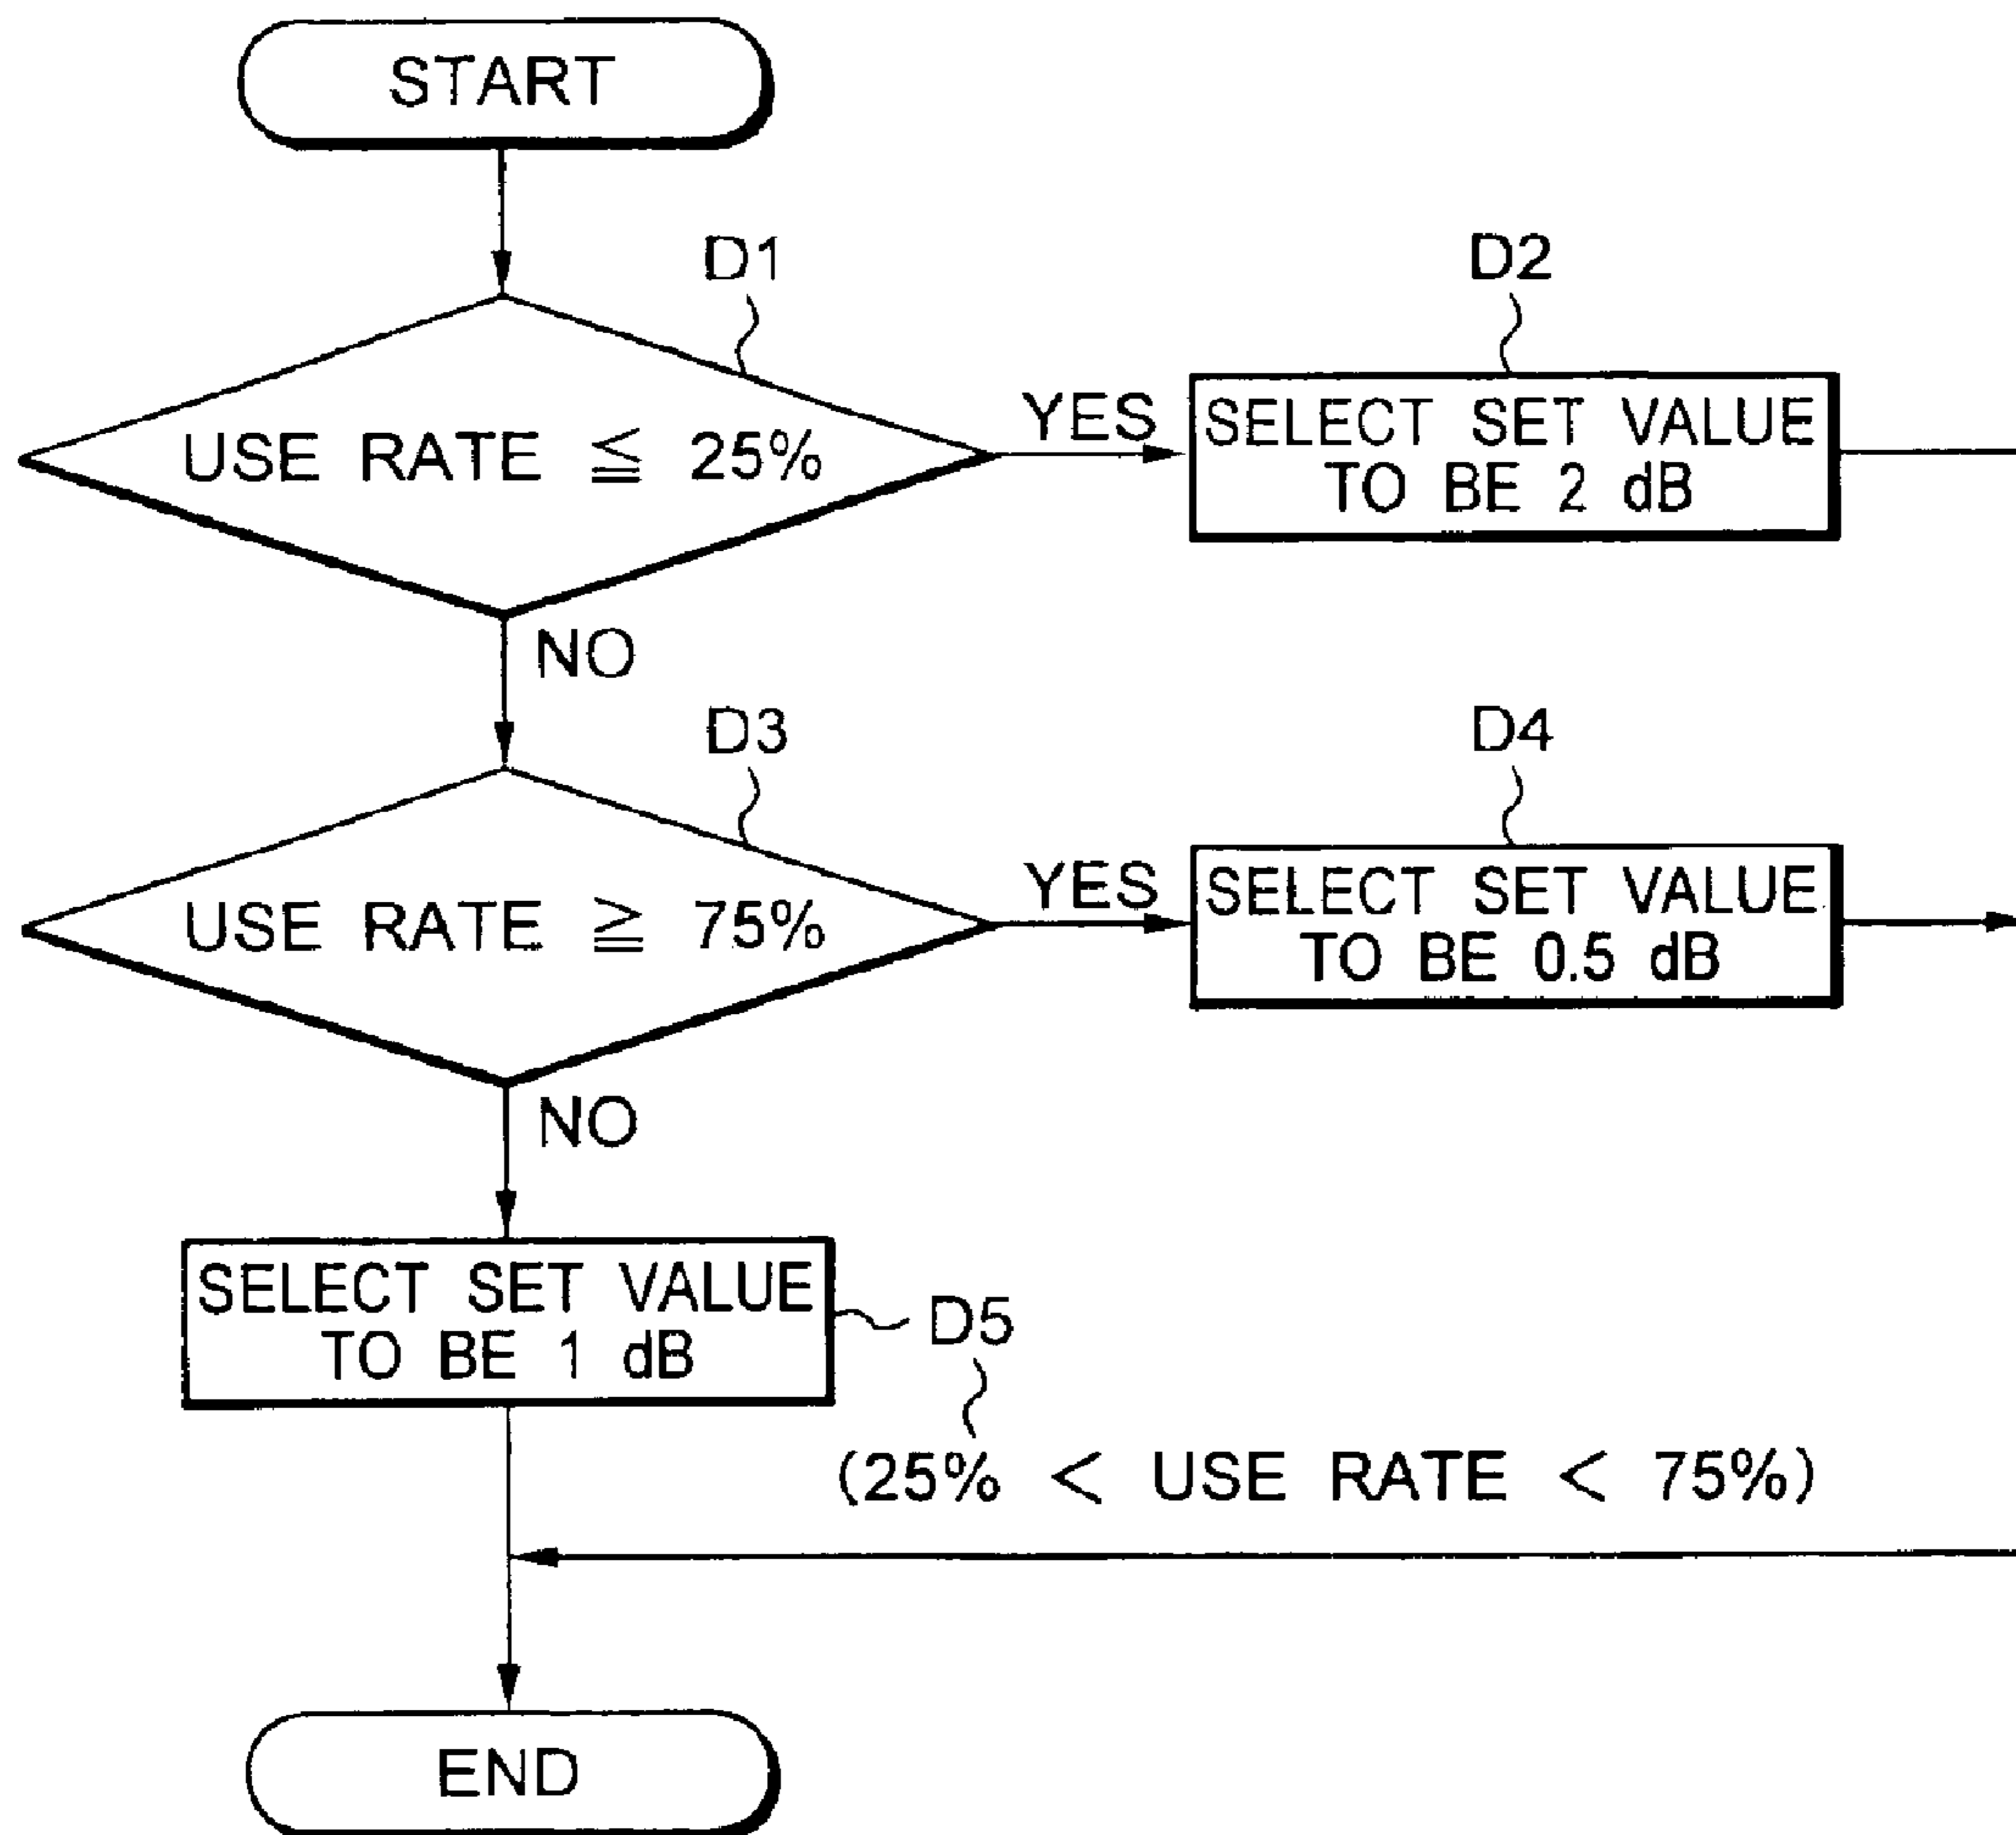 START
D1
D2
USE RATE ≦ 25%
YES
SELECT SET VALUE
TO BE 2 dB
NO
D3
D4
USE RATE ≧ 75%
YES
SELECT SET VALUE
TO BE 0.5 dB
NO
SELECT SET VALUE
TO BE 1 dB
D5
(25% < USE RATE < 75%)
END